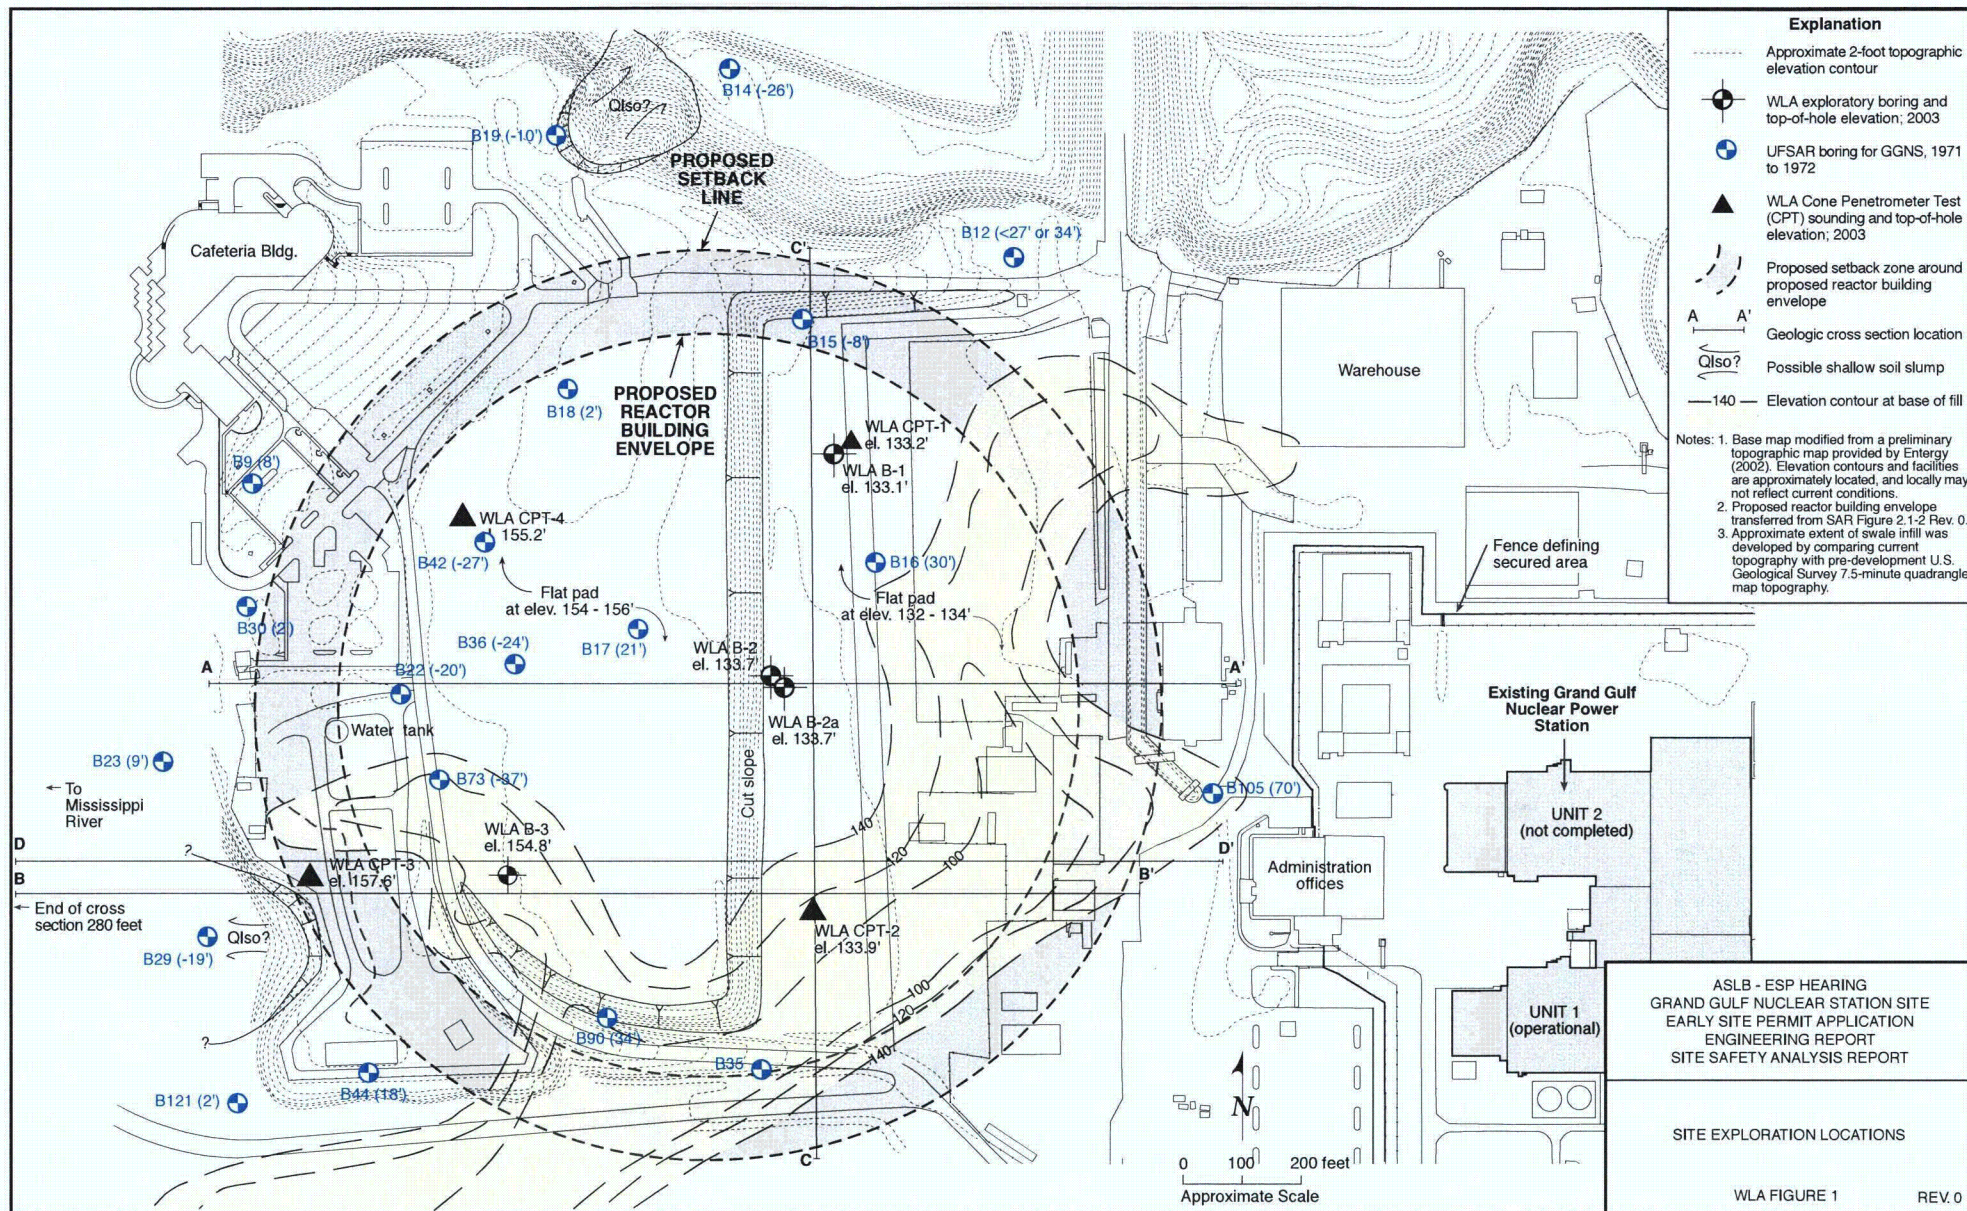 Explanation
Approximate 2-foot topographic
elevation contour
WLA exploratory boring and
top-of-hole elevation; 2003
UFSAR boring for GGNS, 1971
to 1972
WLA Cone Penetrometer Test
(CPT) sounding and top-of-hole
elevation; 2003
Proposed setback zone around
proposed reactor building
envelope
A A'
Geologic cross section location
Qlso?
Possible shallow soil slump
140
Elevation contour at base of fill
Notes: 1. Base map modified from a preliminary
topographic map provided by Entergy
(2002). Elevation contours and facilities
are approximately located, and locally may
not reflect current conditions.
2. Proposed reactor building envelope
transferred from SAR Figure 2.1-2 Rev. 0.
3. Approximate extent of swale infill was
developed by comparing current
topography with pre-development U.S.
Geological Survey 7.5-minute quadrangle
map topography.
B14 (-26')
Qlso?
B19 (-10')
PROPOSED
SETBACK
LINE
Cafeteria Bldg.
C'
B12 (<27' or 34')
B15 (-8')
Warehouse
B18 (2')
PROPOSED
REACTOR
BUILDING
ENVELOPE
WLA CPT-1
el. 133.2'
WLA B-1
el. 133.1'
B9 (8')
WLA CPT-4
155.2'
B42 (-27')
B16 (30')
Flat pad
at elev. 154 - 156'
Flat pad
at elev. 132 - 134'
Fence defining
secured area
B30 (2')
B36 (-24')
B17 (21')
WLA B-2
el. 133.7'
B22 (-20')
A
A'
WLA B-2a
el. 133.7'
Water tank
Existing Grand Gulf
Nuclear Power
Station
B23 (9')
B73 (-37')
B105 (70')
To
Mississippi
River
Cut slope
UNIT 2
(not completed)
WLA B-3
el. 154.8'
140
120
100
D
D'
?
WLA CPT-3
el. 157.6'
B
B'
Administration
offices
End of cross
section 280 feet
Qlso?
B29 (-19')
WLA CPT-2
el. 133.9'
100
120
140
?
B90 (34')
B35
B44 (18')
B121 (2')
C
N
0 100 200 feet
Approximate Scale
UNIT 1
(operational)
ASLB - ESP HEARING
GRAND GULF NUCLEAR STATION SITE
EARLY SITE PERMIT APPLICATION
ENGINEERING REPORT
SITE SAFETY ANALYSIS REPORT
SITE EXPLORATION LOCATIONS
WLA FIGURE 1 REV. 0